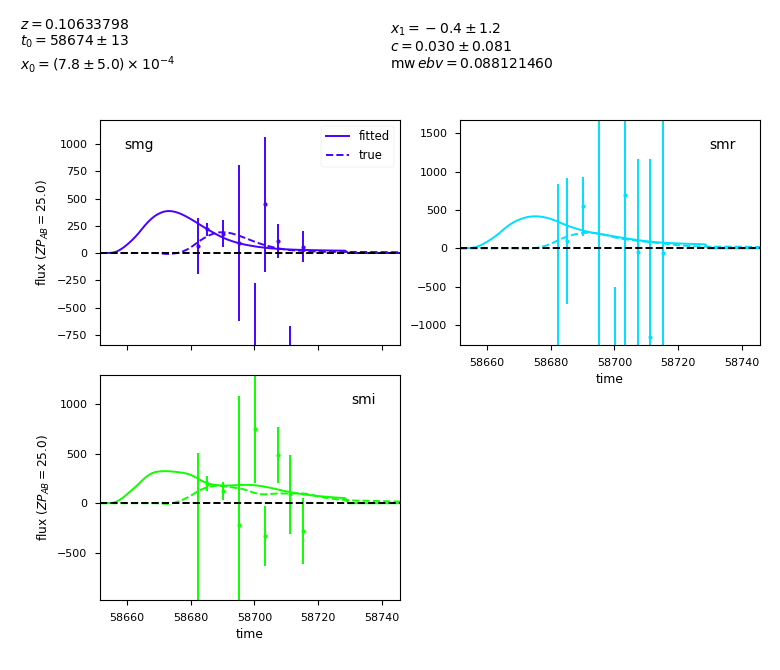 z = 0.10633798
t₀ = 58674 ± 13
x₀ = (7.8 ± 5.0) × 10⁻⁴
x₁ = −0.4 ± 1.2
c = 0.030 ± 0.081
mw ebv = 0.088121460
smg
fitted
true
1000
750
500
250
0
−250
−500
−750
flux (ZP_AB = 25.0)
smr
1500
1000
500
0
−500
−1000
58660 58680 58700 58720 58740
time
smi
1000
500
0
−500
flux (ZP_AB = 25.0)
58660 58680 58700 58720 58740
time